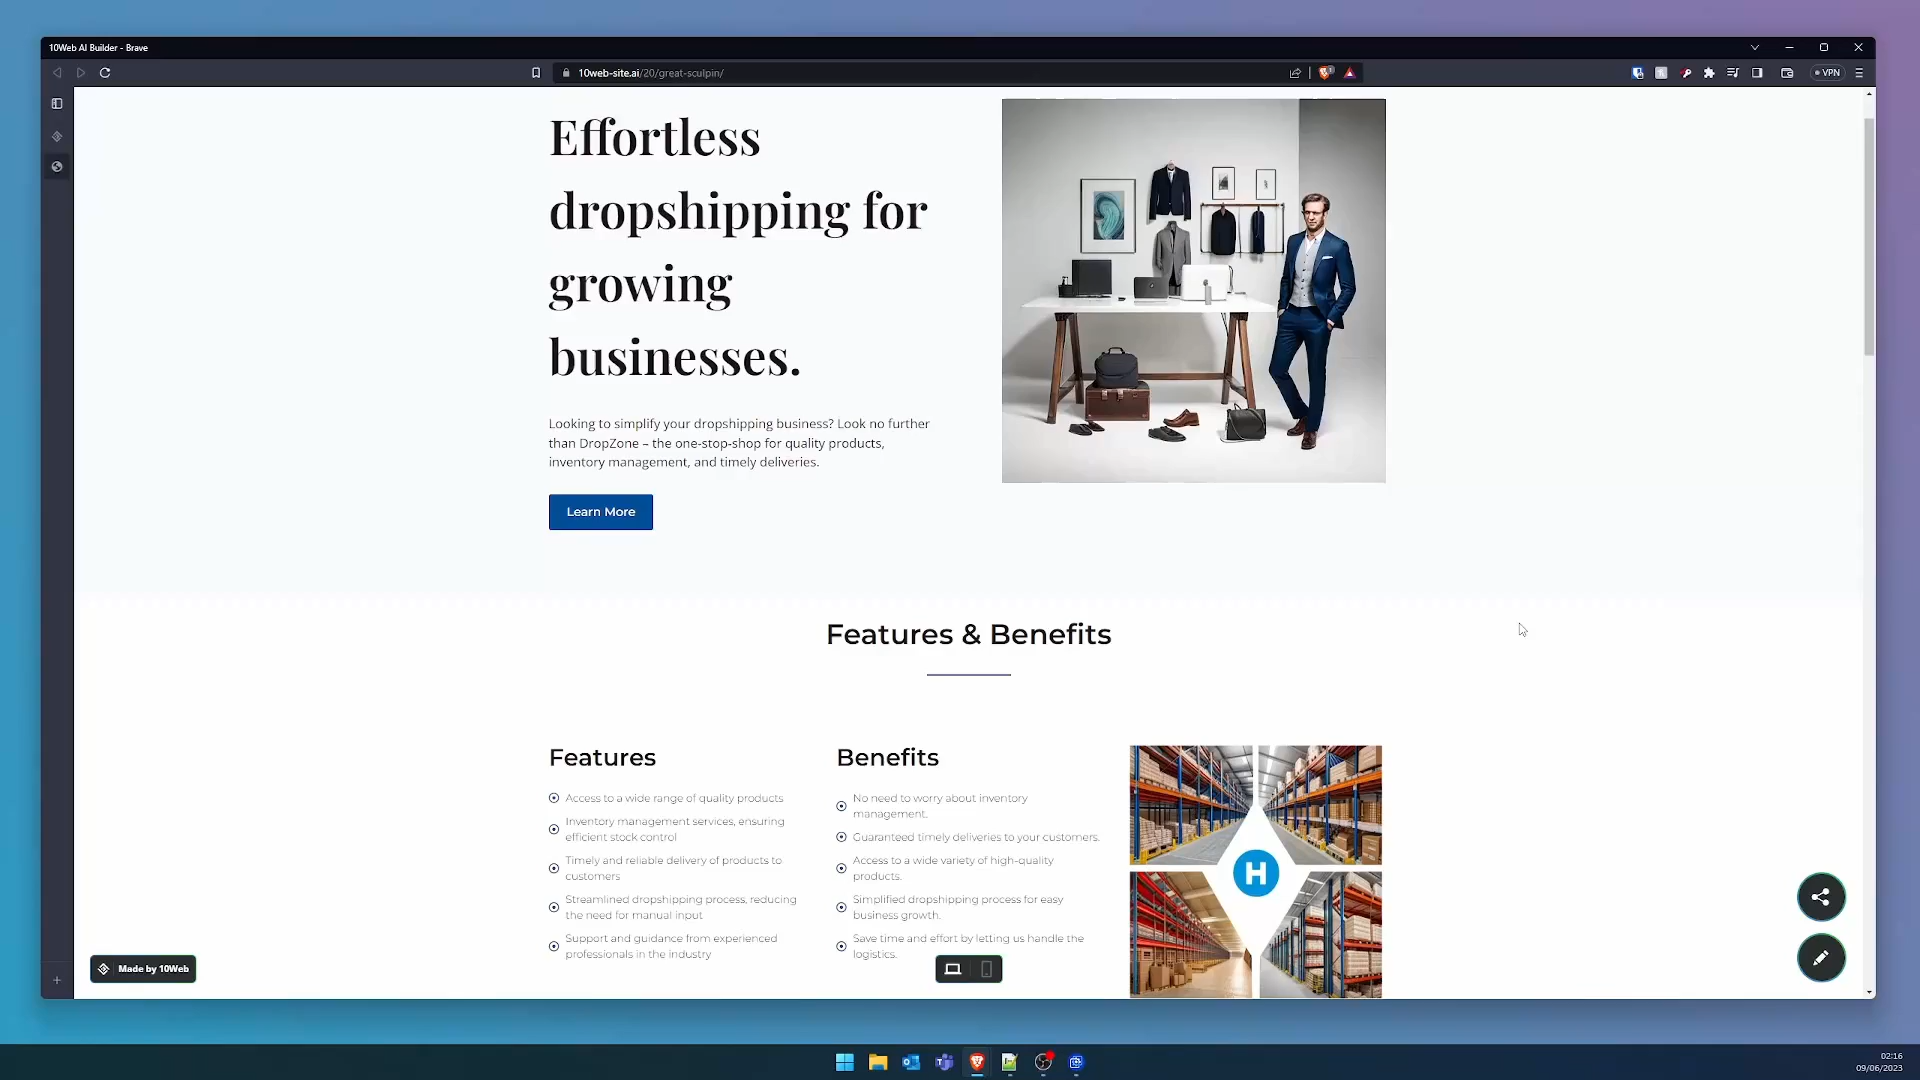 10Web AI Builder - Brave
10web-site.ai/20/great-sculpin/
VPN
Effortless
dropshipping for
growing
businesses.
Looking to simplify your dropshipping business? Look no further
than DropZone – the one-stop-shop for quality products,
inventory management, and timely deliveries.
Learn More
Features & Benefits
Features
Access to a wide range of quality products
Inventory management services, ensuring
efficient stock control
Timely and reliable delivery of products to
customers
Streamlined dropshipping process, reducing
the need for manual input
Support and guidance from experienced
professionals in the industry
Benefits
No need to worry about inventory
management.
Guaranteed timely deliveries to your customers.
Access to a wide variety of high-quality
products.
Simplified dropshipping process for easy
business growth.
Save time and effort by letting us handle the
logistics.
H
Made by 10Web
02:16
09/06/2023